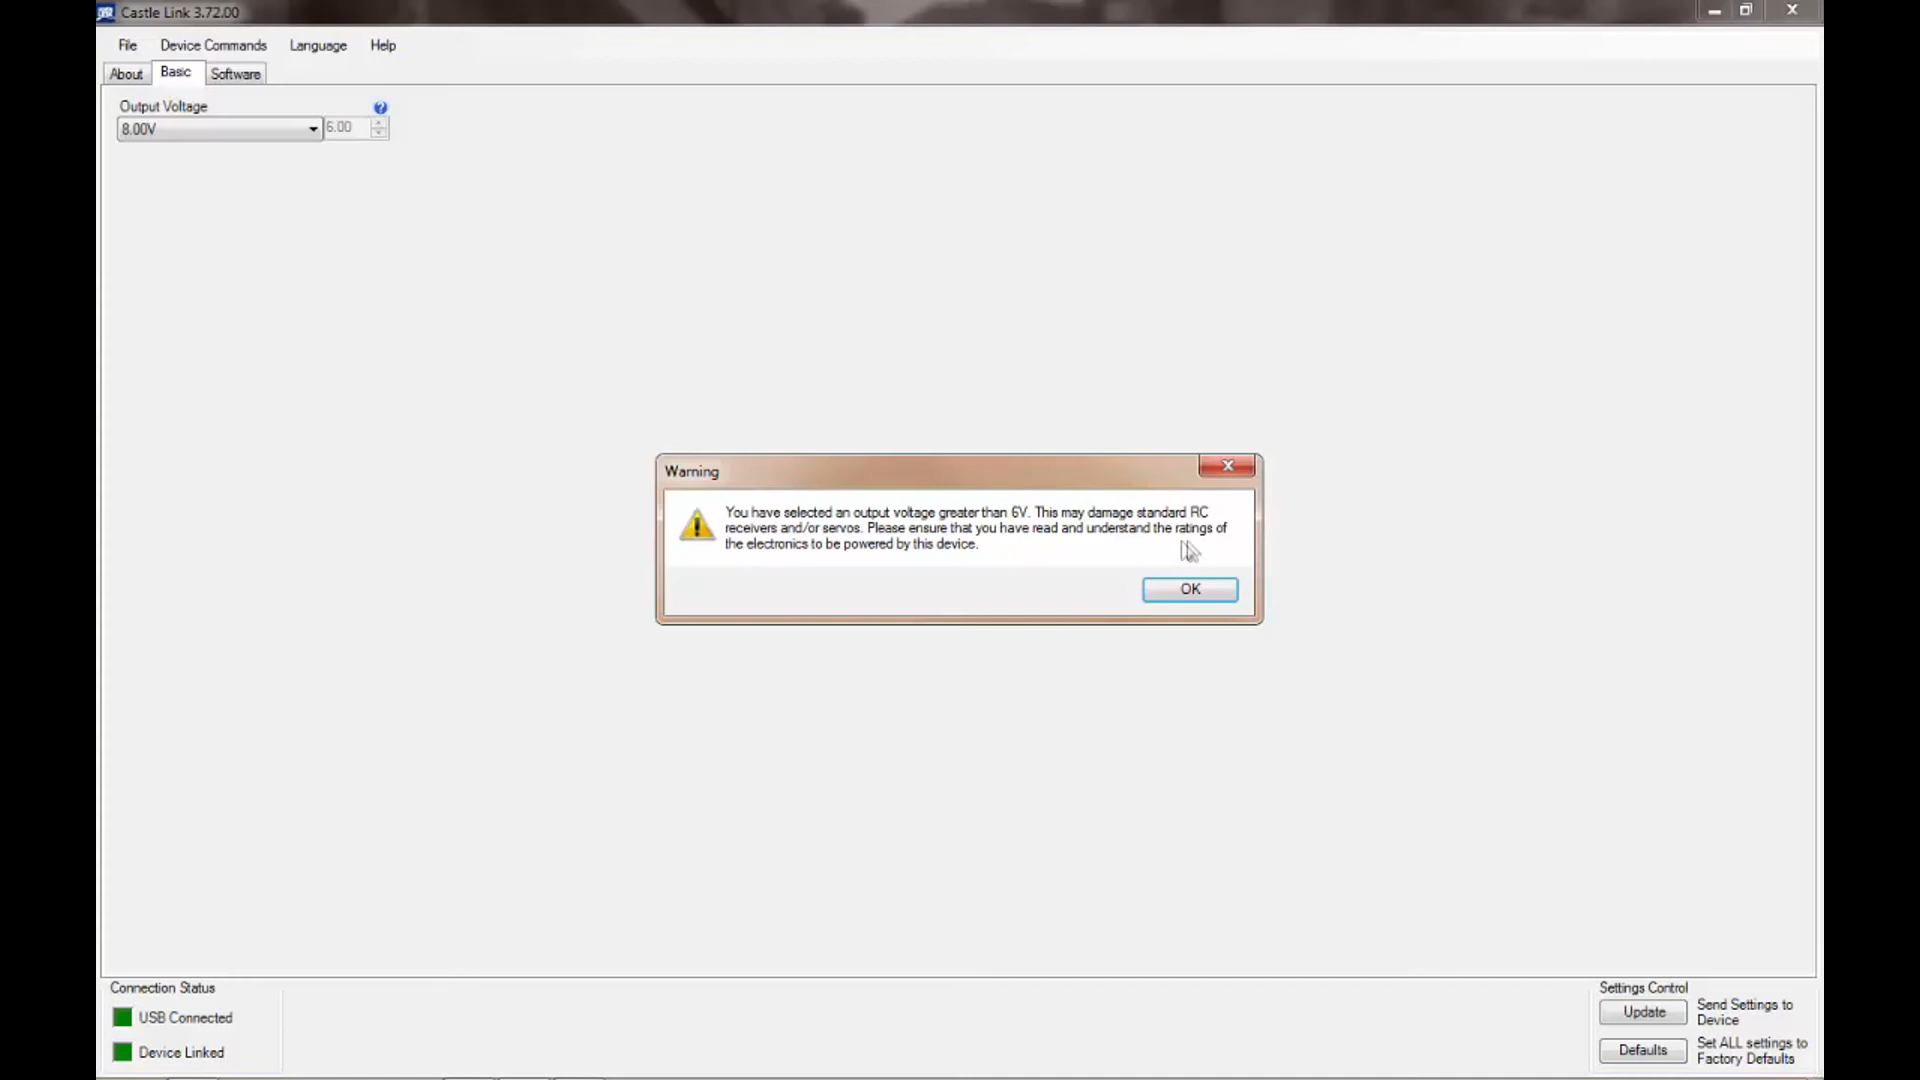 Castle Link 3.72.00
File Device Commands Language Help
About Basic Software
Output Voltage
8.00V 6.00
Warning
You have selected an output voltage greater than 6V. This may damage standard RC
receivers and/or servos. Please ensure that you have read and understand the ratings of
the electronics to be powered by this device.
OK
Connection Status
USB Connected
Device Linked
Settings Control
Update Send Settings to
Device
Defaults Set ALL settings to
Factory Defaults